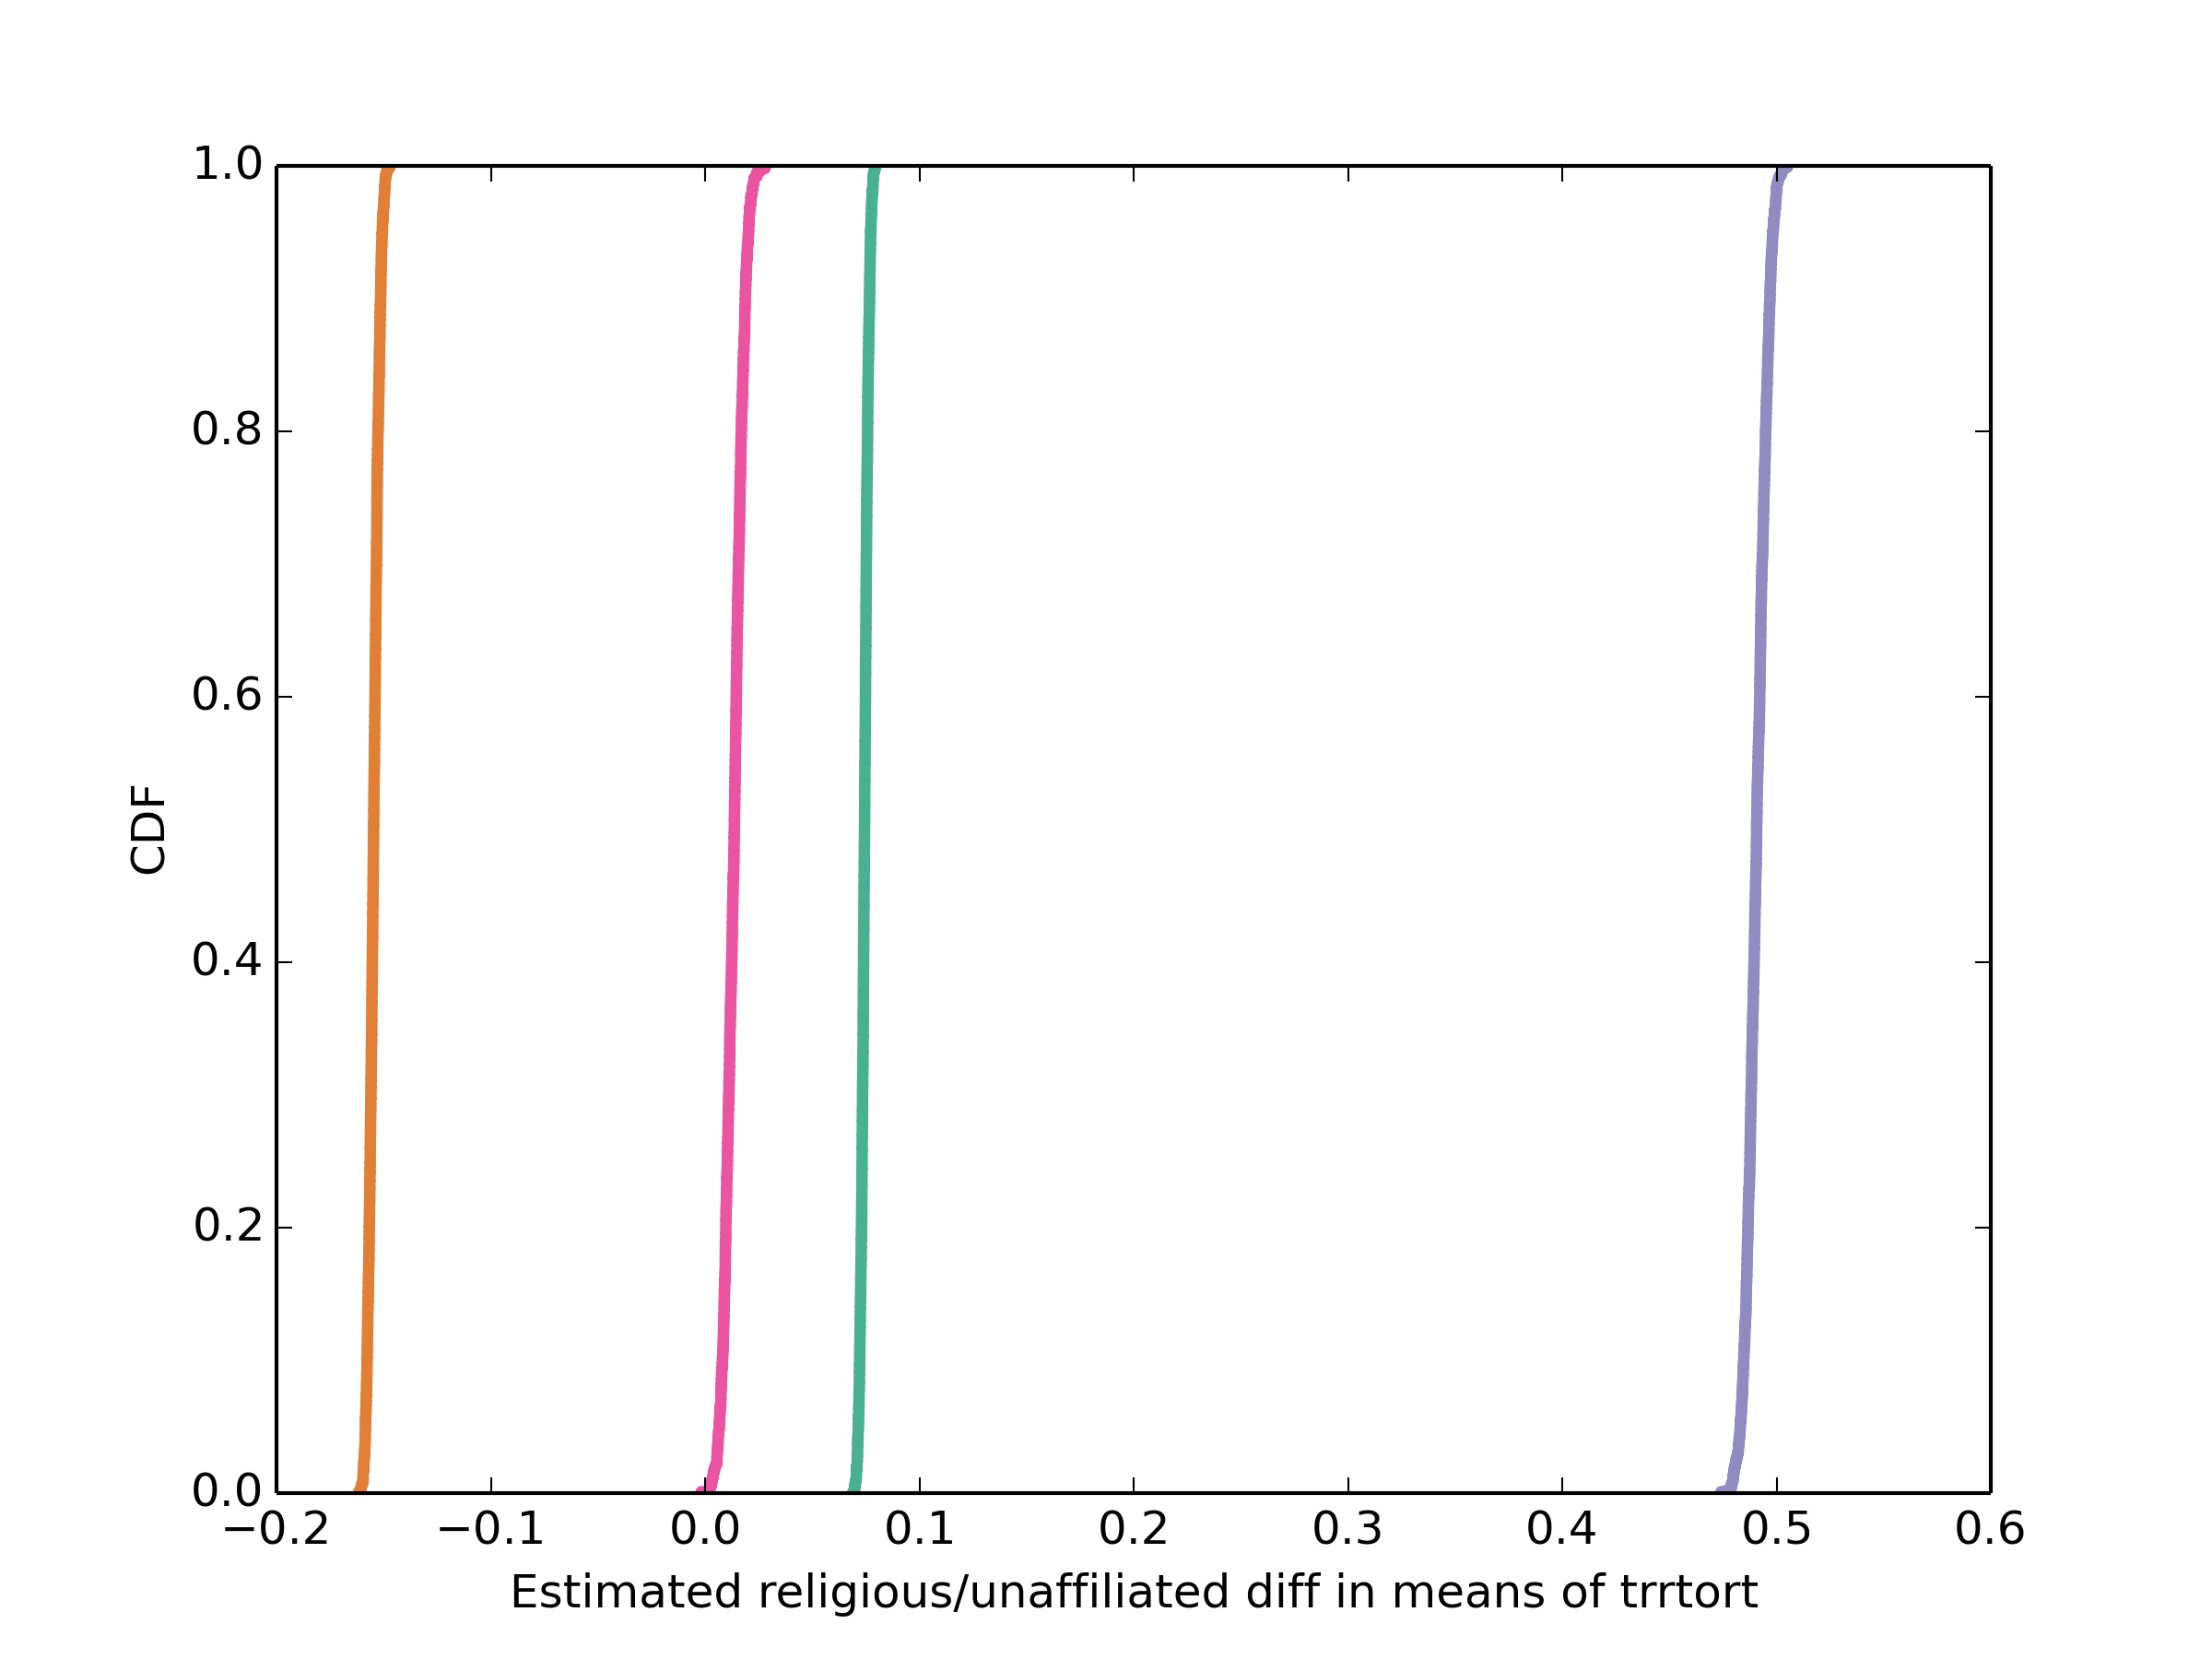 1.0
0.8
0.6
0.4
0.2
0.0
CDF
−0.2 −0.1 0.0 0.1 0.2 0.3 0.4 0.5 0.6
Estimated religious/unaffiliated diff in means of trrtort